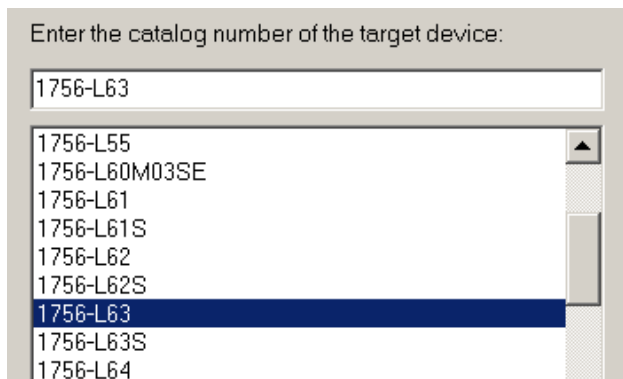 Enter the catalog number of the target device:
1756-L63
1756-L55
1756-L60M03SE
1756-L61
1756-L61S
1756-L62
1756-L62S
1756-L63
1756-L63S
1756-L64